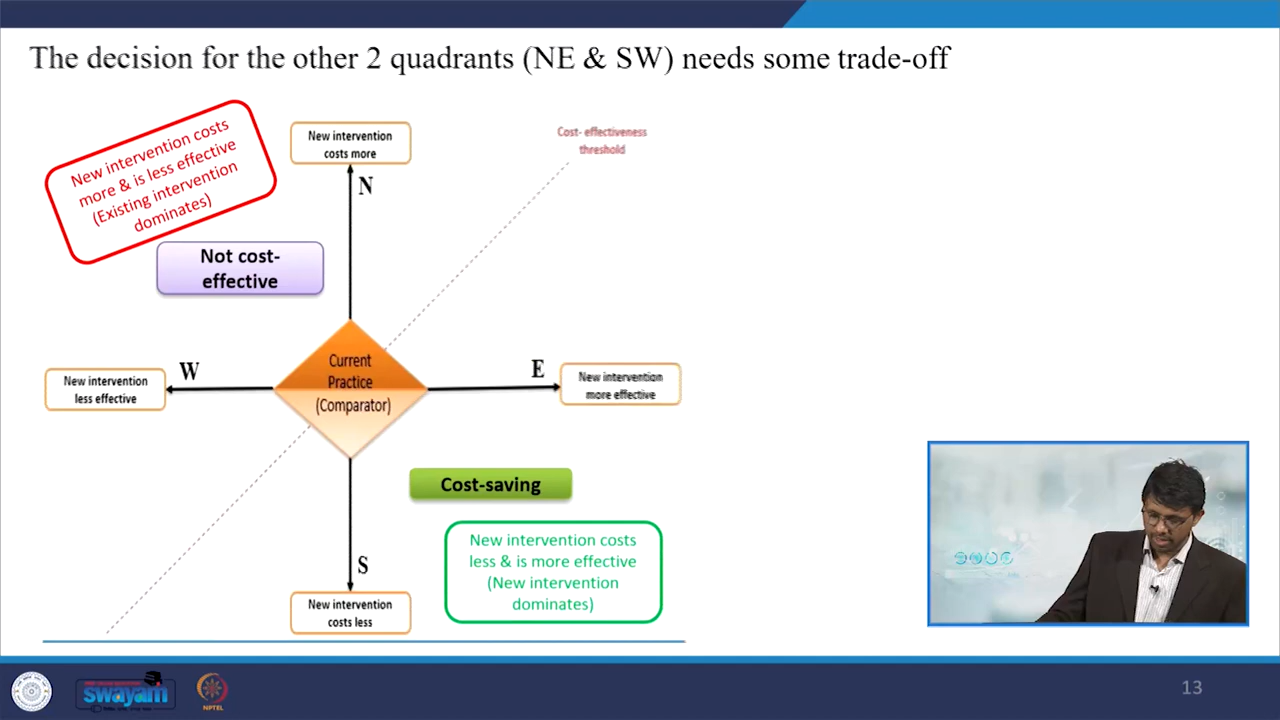 The decision for the other 2 quadrants (NE & SW) needs some trade-off
New intervention costs
more & is less effective
(Existing intervention
dominates)
New intervention
costs more
Cost- effectiveness
threshold
N
Not cost-
effective
W
New intervention
less effective
Current
Practice
(Comparator)
E
New intervention
more effective
Cost-saving
New intervention costs
less & is more effective
(New intervention
dominates)
S
New intervention
costs less
swayam
NPTEL
13